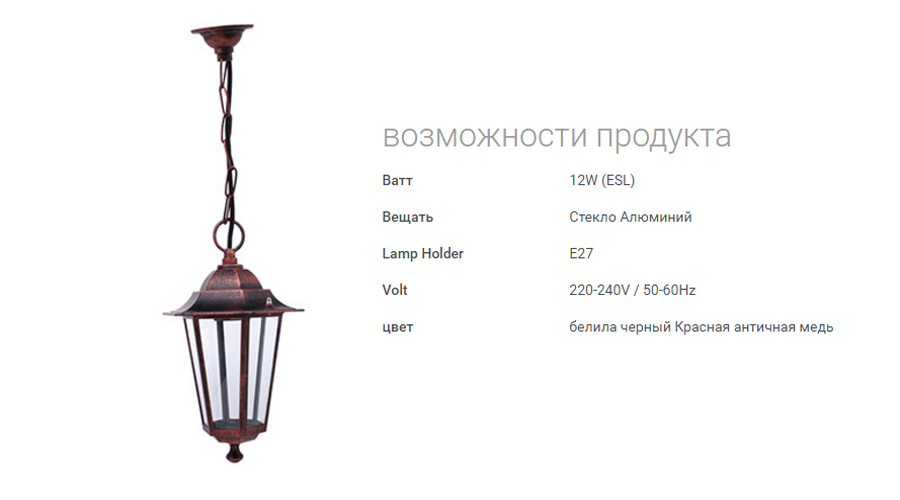 возможности продукта
Ватт 12W (ESL)
Вещать Стекло Алюминий
Lamp Holder E27
Volt 220-240V / 50-60Hz
цвет белила черный Красная античная медь